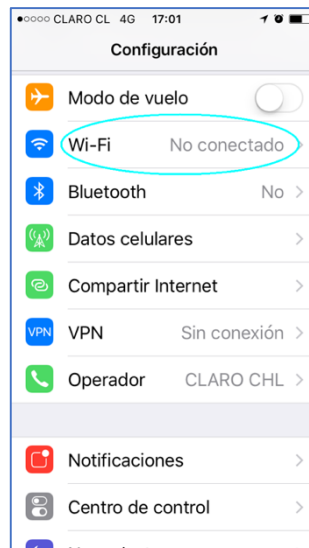 CLARO CL 4G 17:01
Configuración
Modo de vuelo
Wi-Fi No conectado
Bluetooth No
Datos celulares
Compartir Internet
VPN VPN Sin conexión
Operador CLARO CHL
Notificaciones
Centro de control